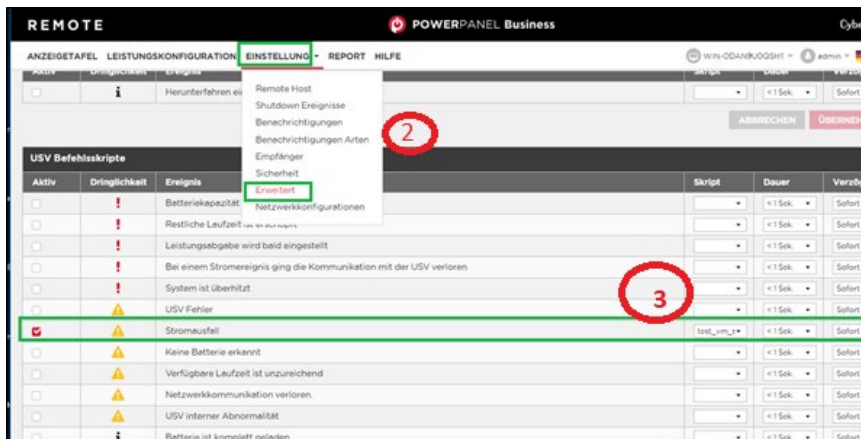 REMOTE
POWERPANEL Business
Cybe
ANZEIGETAFEL LEISTUNGSKONFIGURATION EINSTELLUNG REPORT HILFE
admin
Aktiv Dringlichkeit Ereignis Skript Dauer Verzö
Herunterfahren ei <1 Sek. Sofort
ABBRECHEN ÜBERNEH
Remote Host
Shutdown Ereignisse
Benachrichtigungen
Benachrichtigungen Arten
Empfänger
Sicherheit
Erweitert
Netzwerkkonfigurationen
2
USV Befehlsskripte
Aktiv Dringlichkeit Ereignis Skript Dauer Verzög
Batteriekapazität <1 Sek. Sofort
Restliche Laufzeit ist erschöpft <1 Sek. Sofort
Leistungsabgabe wird bald eingestellt <1 Sek. Sofort
Bei einem Stromereignis ging die Kommunikation mit der USV verloren <1 Sek. Sofort
System ist überhitzt <1 Sek. Sofort
3
USV Fehler <1 Sek. Sofort
Stromausfall test_vm_s <1 Sek. Sofort
Keine Batterie erkannt <1 Sek. Sofort
Verfügbare Laufzeit ist unzureichend <1 Sek. Sofort
Netzwerkkommunikation verloren. <1 Sek. Sofort
USV interner Abnormalität <1 Sek. Sofort
Batterie ist komplett geladen <1 Sek. Sofort